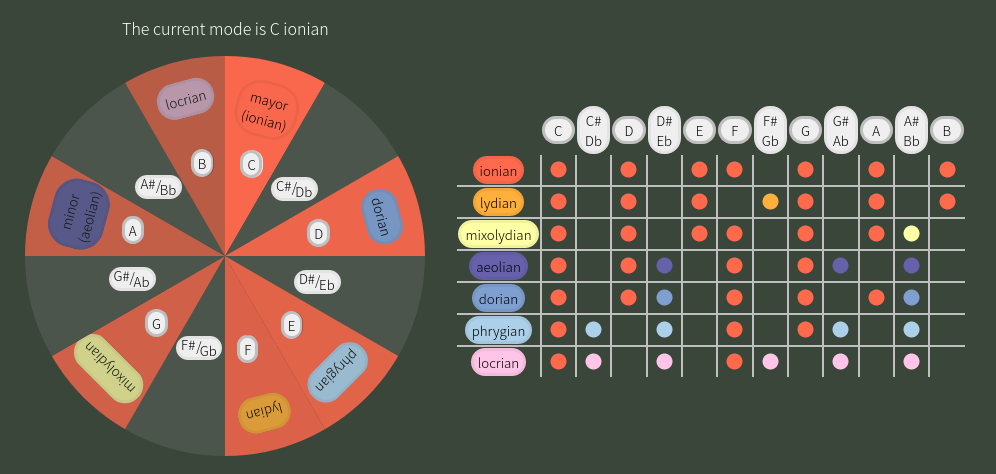 The current mode is C ionian
locrian
mayor
(ionian)
B
C
A#/Bb
C#/Db
minor
(aeolian)
dorian
A
D
G#/Ab
D#/Eb
G
E
F#/Gb
F
mixolydian
phrygian
lydian
C C# Db D D# Eb E F F# Gb G G# Ab A A# Bb B
ionian
lydian
mixolydian
aeolian
dorian
phrygian
locrian